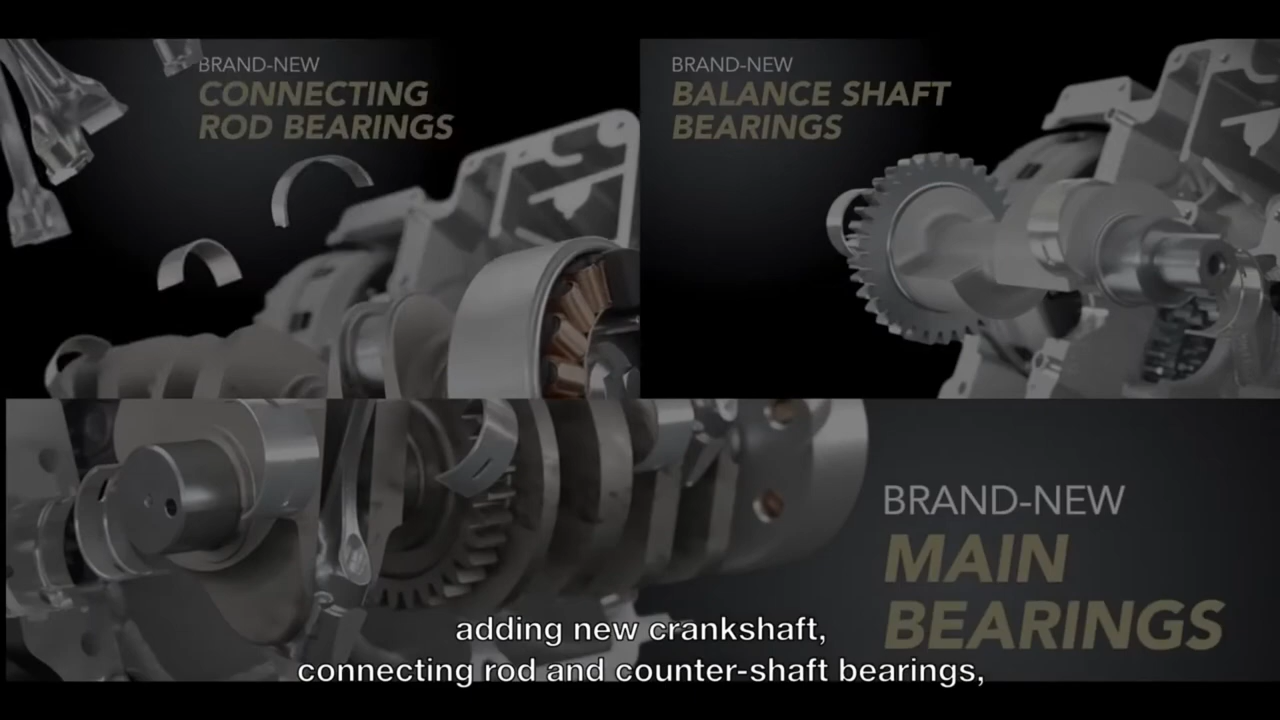 BRAND-NEW
CONNECTING
ROD BEARINGS
BRAND-NEW
BALANCE SHAFT
BEARINGS
BRAND-NEW
MAIN
BEARINGS
adding new crankshaft,
connecting rod and counter-shaft bearings,